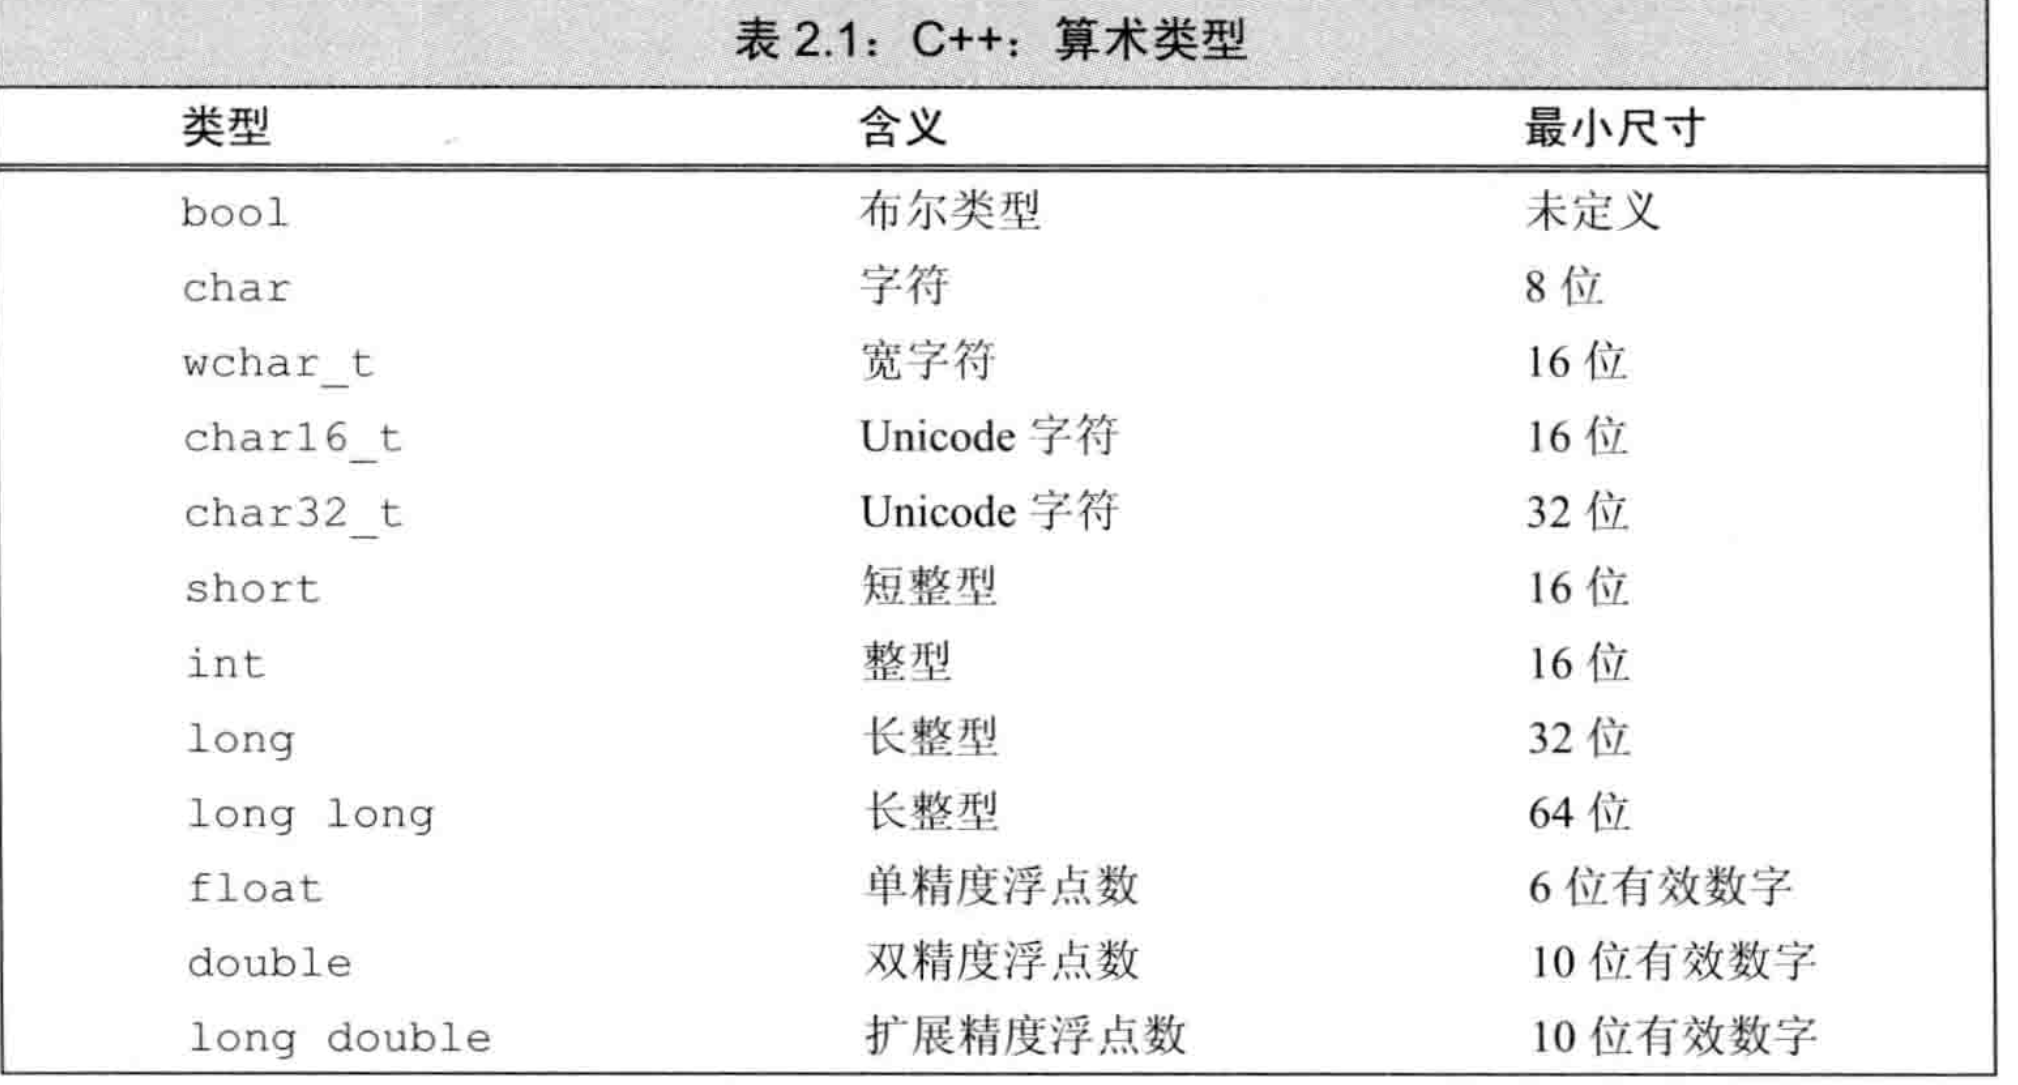 表 2.1：C++：算术类型
类型 含义 最小尺寸
bool 布尔类型 未定义
char 字符 8 位
wchar_t 宽字符 16 位
char16_t Unicode 字符 16 位
char32_t Unicode 字符 32 位
short 短整型 16 位
int 整型 16 位
long 长整型 32 位
long long 长整型 64 位
float 单精度浮点数 6 位有效数字
double 双精度浮点数 10 位有效数字
long double 扩展精度浮点数 10 位有效数字